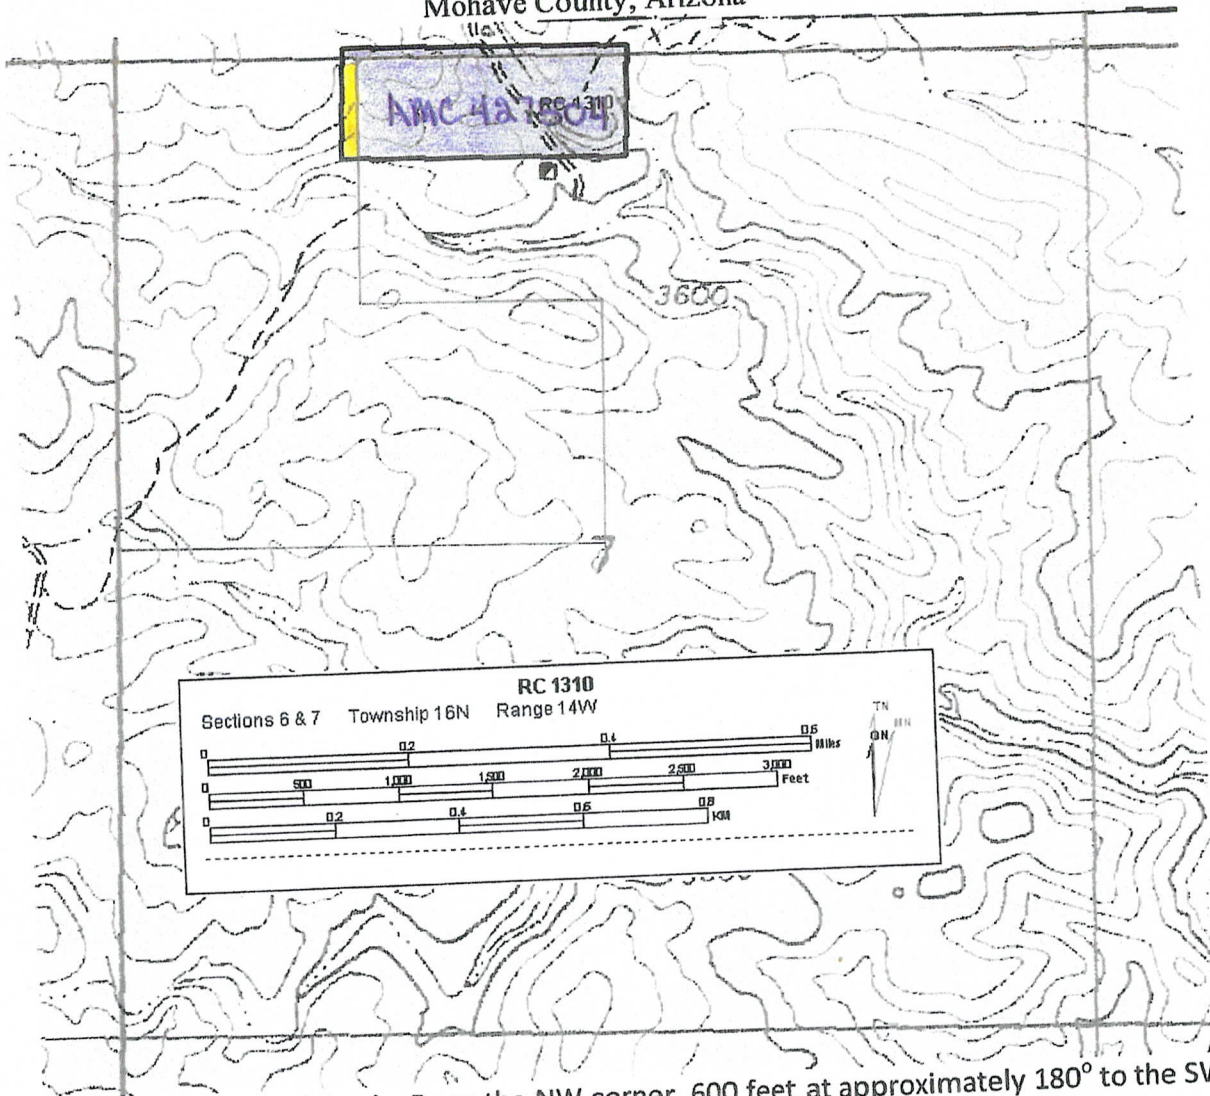 Mohave County, Arizona
RC 1310
AMC 427804
3600
7
RC 1310
Sections 6 & 7 Township 16N Range 14W
TN
MN
GN
0 0.2 0.4 0.6 Miles
0 500 1,000 1,500 2,000 2,500 3,000 Feet
0 0.2 0.4 0.6 0.8 KM
the NW corner, 600 feet at approximately 180° to the SW